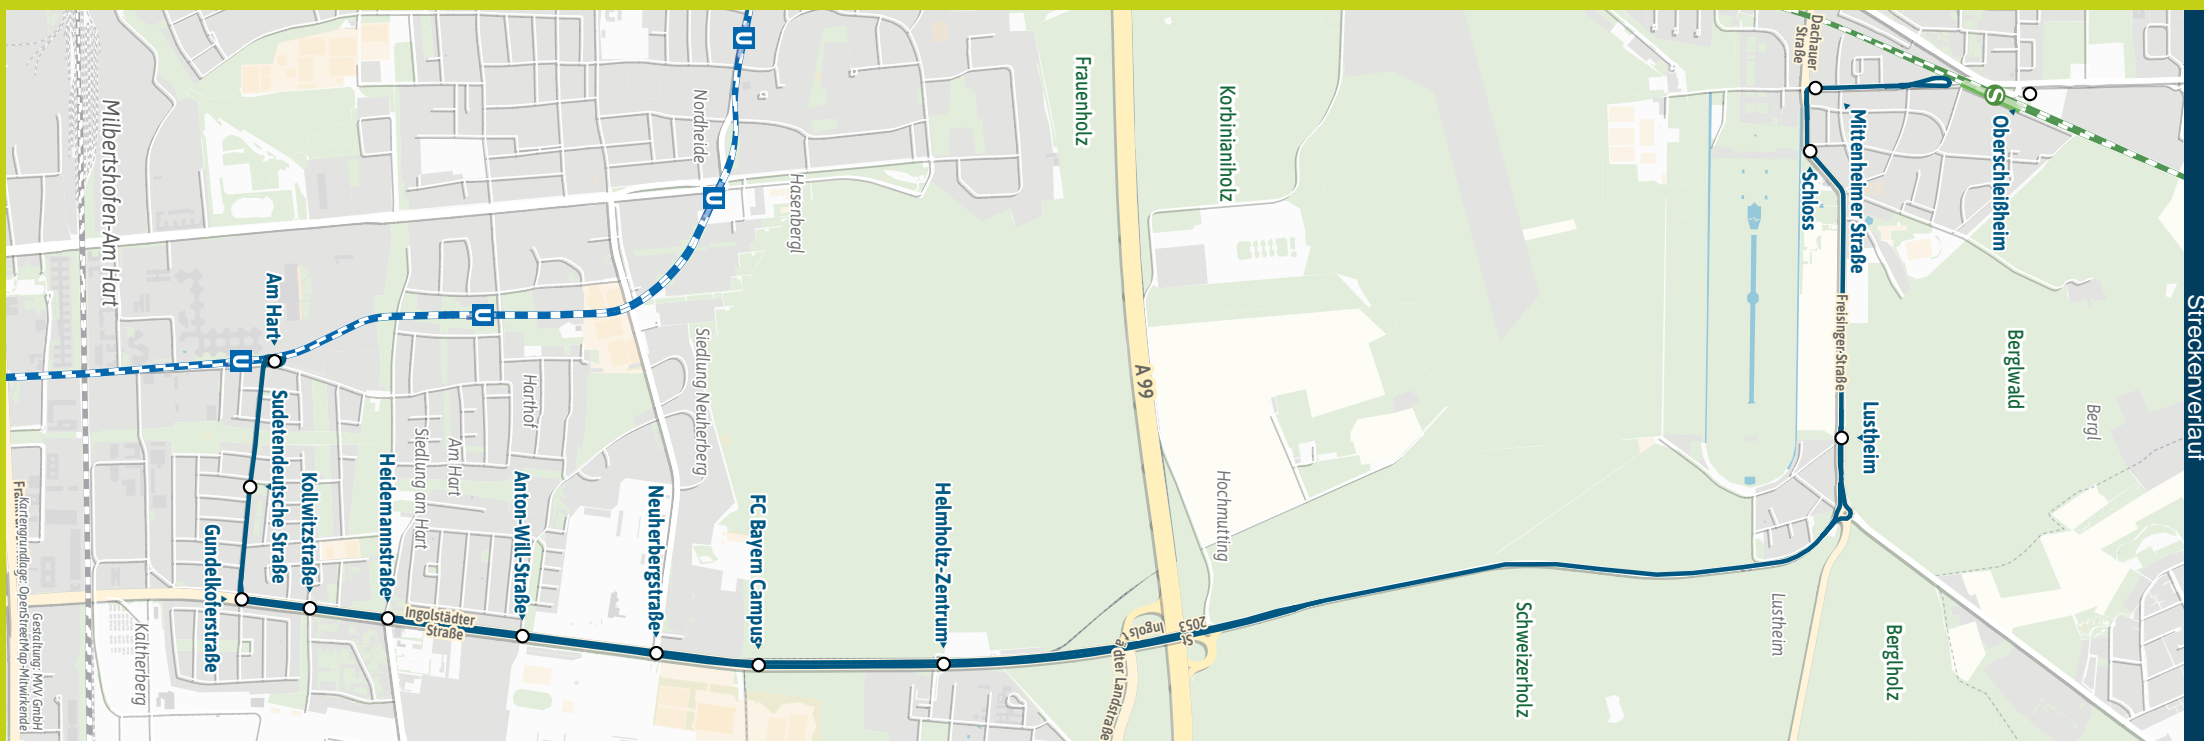 Streckenverlauf
Dachauer
Straße
S
Oberschleißheim
Mittenheimer Straße
Schloss
Freisinger Straße
Lustheim
Berglwald
Bergl
Berglholz
Lustheim
Schweizerholz
Korbinianiholz
Hochmutting
Frauenholz
A 99
St
2053
Ingolstädter Landstraße
Helmholtz-Zentrum
FC Bayern Campus
Neuherbergstraße
Anton-Will-Straße
Heidemannstraße
Kollwitzstraße
Gundelkoferstraße
Sudetendeutsche Straße
Am Hart
Ingolstädter
Straße
U
U
U
U
Hasenbergl
Nordheide
Siedlung Neuherberg
Harthof
Am Hart
Siedlung am Hart
Milbertshofen-Am Hart
Kaltherberg
Gestaltung: MVV GmbH
Kartengrundlage: OpenStreetMap-Mitwirkende